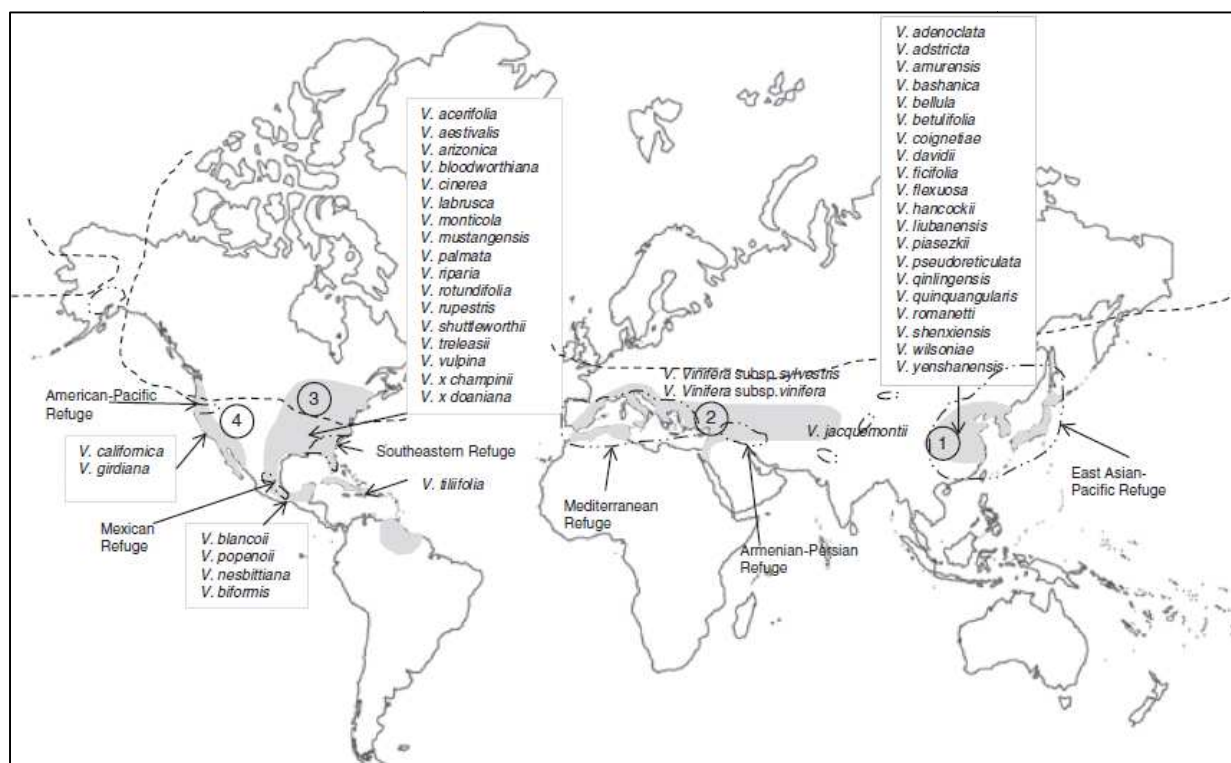 V. adenoclata
V. adstricta
V. amurensis
V. bashanica
V. bellula
V. betulifolia
V. coignetiae
V. davidii
V. ficifolia
V. flexuosa
V. hancockii
V. liubanensis
V. piasezkii
V. pseudoreticulata
V. qinlingensis
V. quinquangularis
V. romanetti
V. shenxiensis
V. wilsoniae
V. yenshanensis
V. acerifolia
V. aestivalis
V. arizonica
V. bloodworthiana
V. cinerea
V. labrusca
V. monticola
V. mustangensis
V. palmata
V. riparia
V. rotundifolia
V. rupestris
V. shuttleworthii
V. treleasii
V. vulpina
V. x champinii
V. x doaniana
American-Pacific
Refuge
4
3
V. californica
V. girdiana
Southeastern Refuge
V. tiliifolia
Mexican
Refuge
V. blancoii
V. popenoii
V. nesbittiana
V. biformis
V. Vinifera subsp. sylvestris
V. Vinifera subsp. vinifera
2
V. jacquemontii
1
Mediterranean
Refuge
Armenian-Persian
Refuge
East Asian-
Pacific Refuge